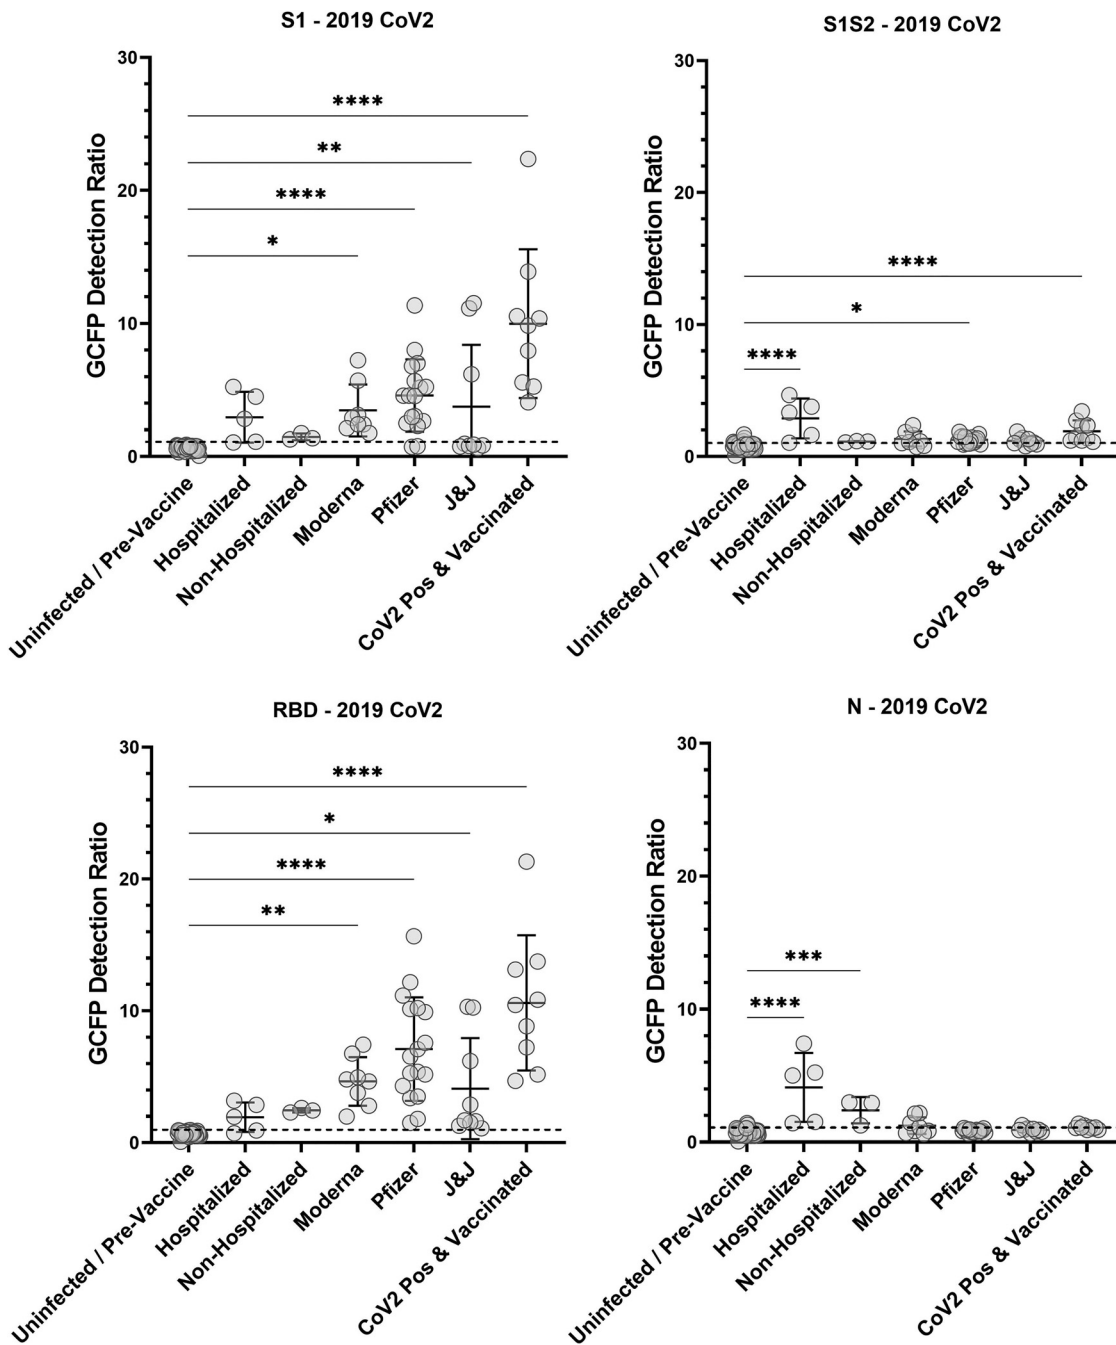 S1 - 2019 CoV2
GCFP Detection Ratio
30
20
10
0
****
**
****
*
Uninfected / Pre-Vaccine
Hospitalized
Non-Hospitalized
Moderna
Pfizer
J&J
CoV2 Pos & Vaccinated
S1S2 - 2019 CoV2
GCFP Detection Ratio
30
20
10
0
****
*
****
Uninfected / Pre-Vaccine
Hospitalized
Non-Hospitalized
Moderna
Pfizer
J&J
CoV2 Pos & Vaccinated
RBD - 2019 CoV2
GCFP Detection Ratio
30
20
10
0
****
*
****
**
Uninfected / Pre-Vaccine
Hospitalized
Non-Hospitalized
Moderna
Pfizer
J&J
CoV2 Pos & Vaccinated
N - 2019 CoV2
GCFP Detection Ratio
30
20
10
0
***
****
Uninfected / Pre-Vaccine
Hospitalized
Non-Hospitalized
Moderna
Pfizer
J&J
CoV2 Pos & Vaccinated